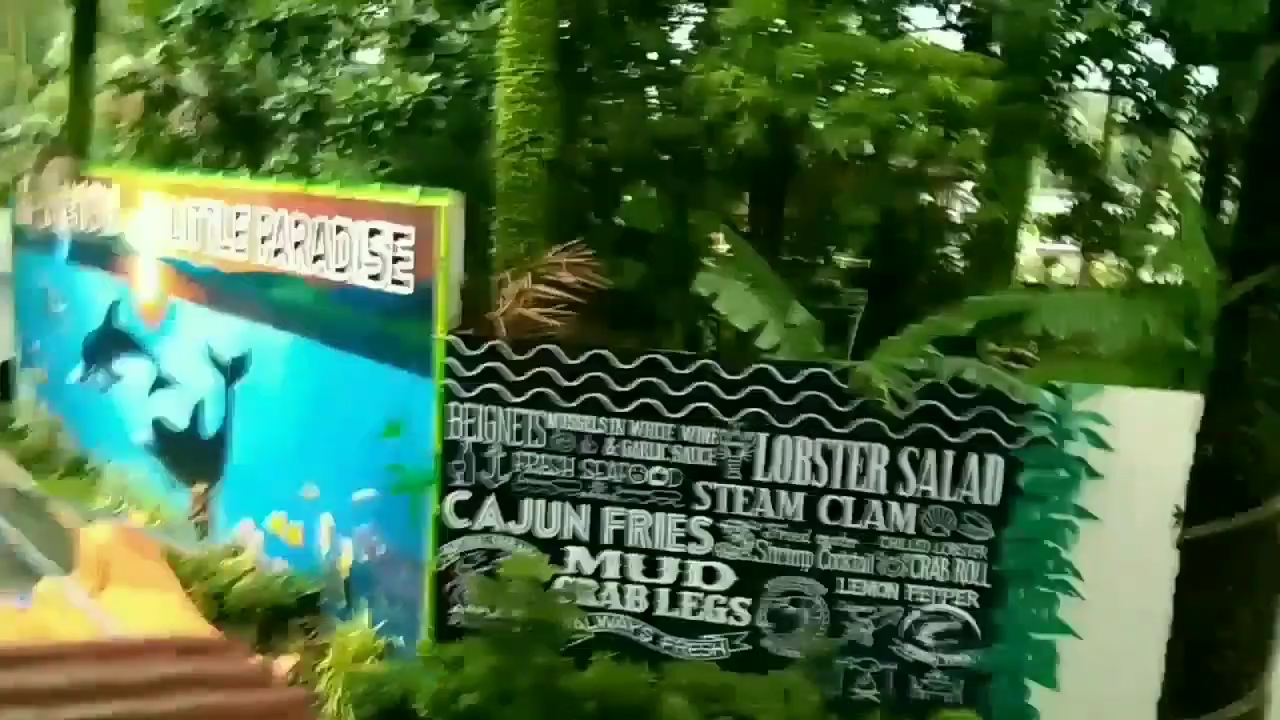 LITTLE PARADISE
BEIGNETS
MUSSELS IN WHITE WINE
& GARLIC SAUCE
LOBSTER SALAD
FRESH SEAFOOD
STEAM CLAM
CAJUN FRIES
Shrimp Cocktail
CHILLED LOBSTER
CRAB ROLL
MUD
CRAB LEGS
LEMON PEPPER
ALWAYS FRESH